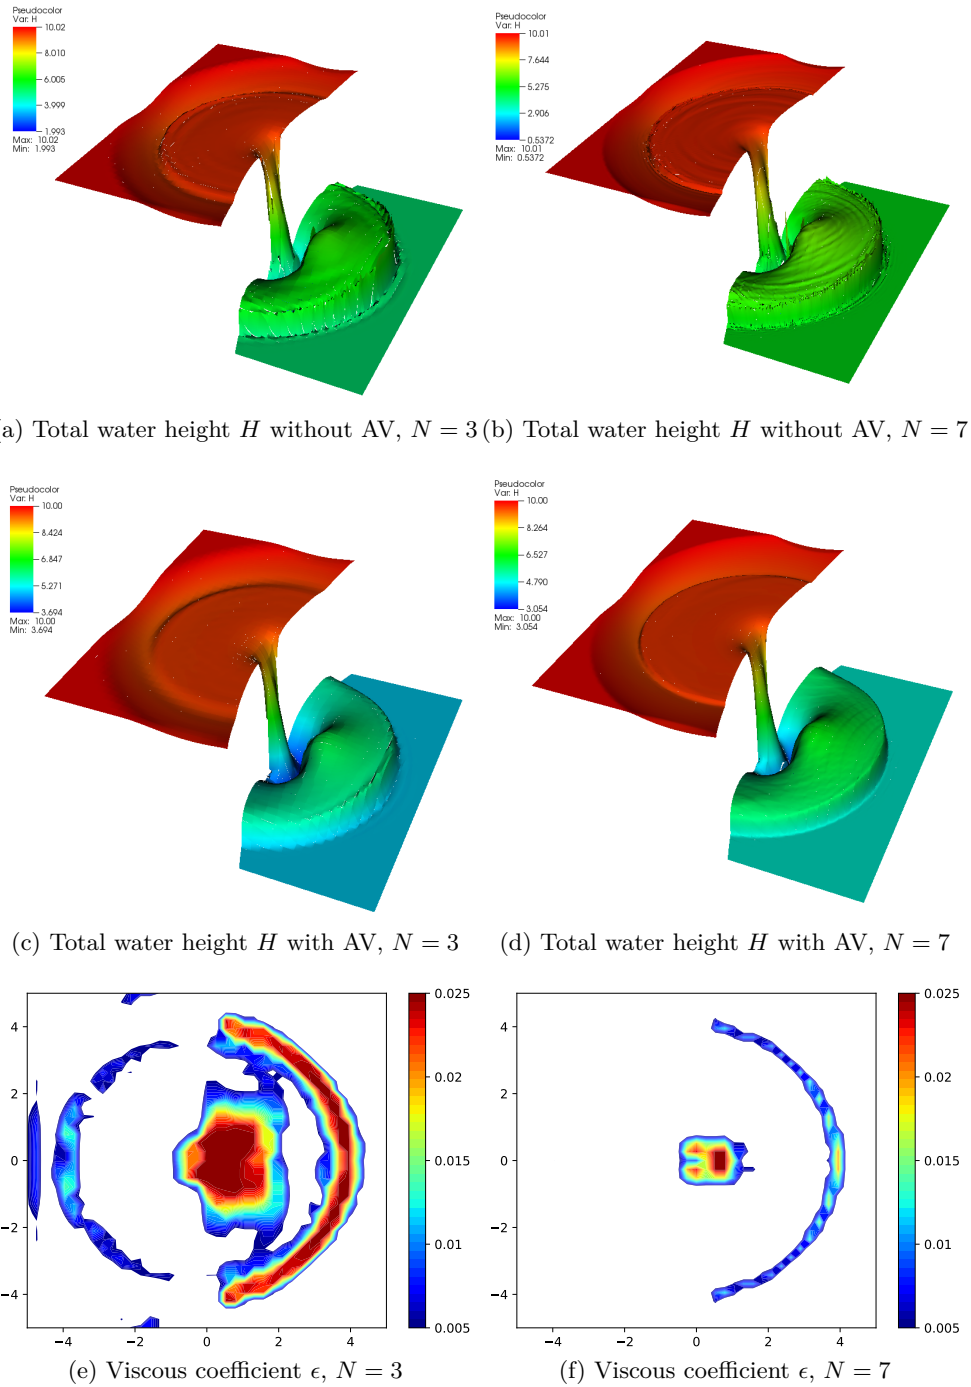 Pseudocolor
Var: H
10.02
8.010
6.005
3.999
1.993
Max: 10.02
Min: 1.993
Pseudocolor
Var: H
10.01
7.644
5.275
2.906
0.5372
Max: 10.01
Min: 0.5372
a) Total water height H without AV, N = 3
(b) Total water height H without AV, N = 7
Pseudocolor
Var: H
10.00
8.424
6.847
5.271
3.694
Max: 10.00
Min: 3.694
Pseudocolor
Var: H
10.00
8.264
6.527
4.790
3.054
Max: 10.00
Min: 3.054
(c) Total water height H with AV, N = 3
(d) Total water height H with AV, N = 7
4
2
0
−2
−4
−4 −2 0 2 4
0.025
0.02
0.015
0.01
0.005
(e) Viscous coefficient ϵ, N = 3
4
2
0
−2
−4
−4 −2 0 2 4
0.025
0.02
0.015
0.01
0.005
(f) Viscous coefficient ϵ, N = 7